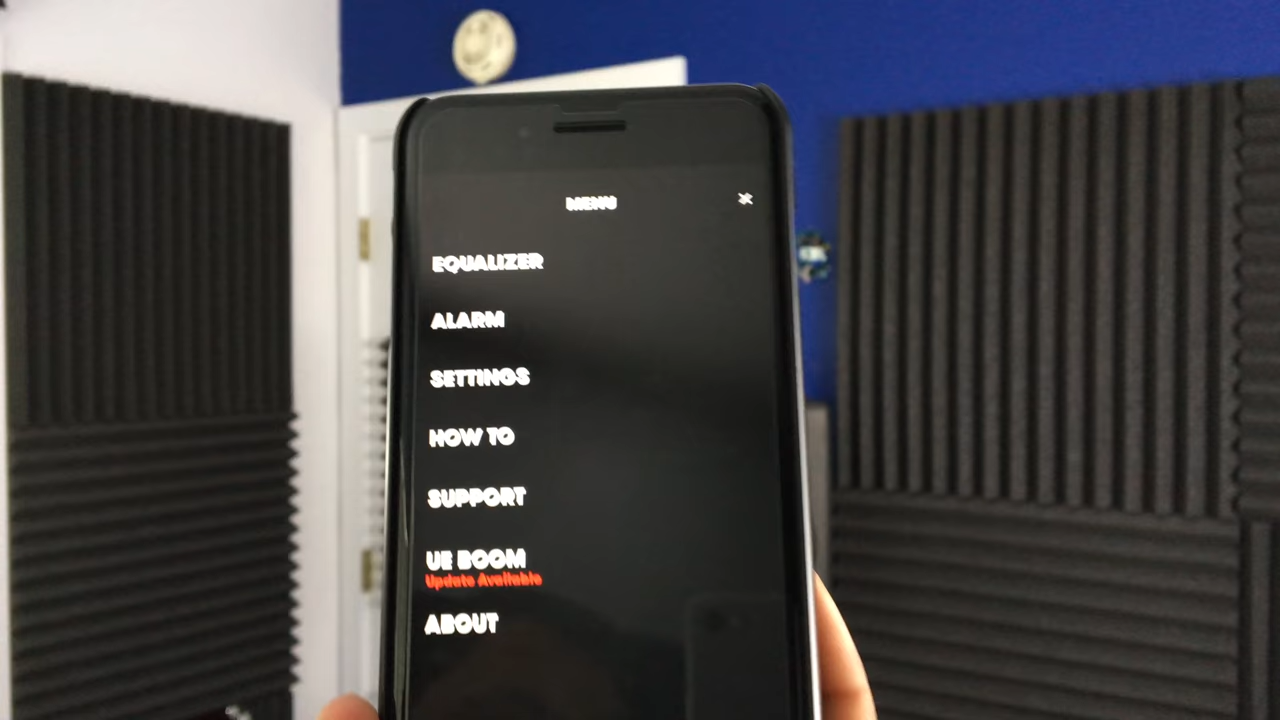 MENU
EQUALIZER
ALARM
SETTINGS
HOW TO
SUPPORT
UE BOOM
Update Available
ABOUT